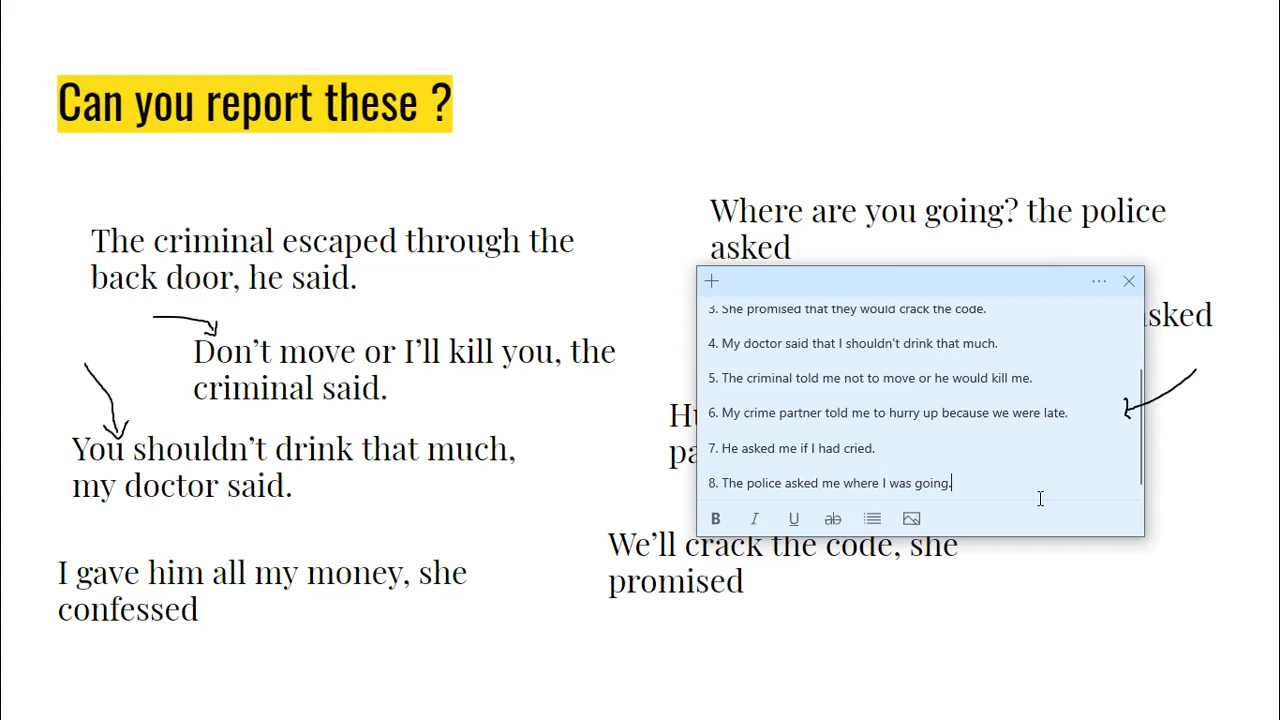 Can you report these ?
The criminal escaped through the
back door, he said.
Don't move or I'll kill you, the
criminal said.
You shouldn't drink that much,
my doctor said.
I gave him all my money, she
confessed
Where are you going? the police
asked
asked
3. She promised that they would crack the code.
4. My doctor said that I shouldn't drink that much.
5. The criminal told me not to move or he would kill me.
6. My crime partner told me to hurry up because we were late.
7. He asked me if I had cried.
8. The police asked me where I was going.
B I U ab
We'll crack the code, she
promised